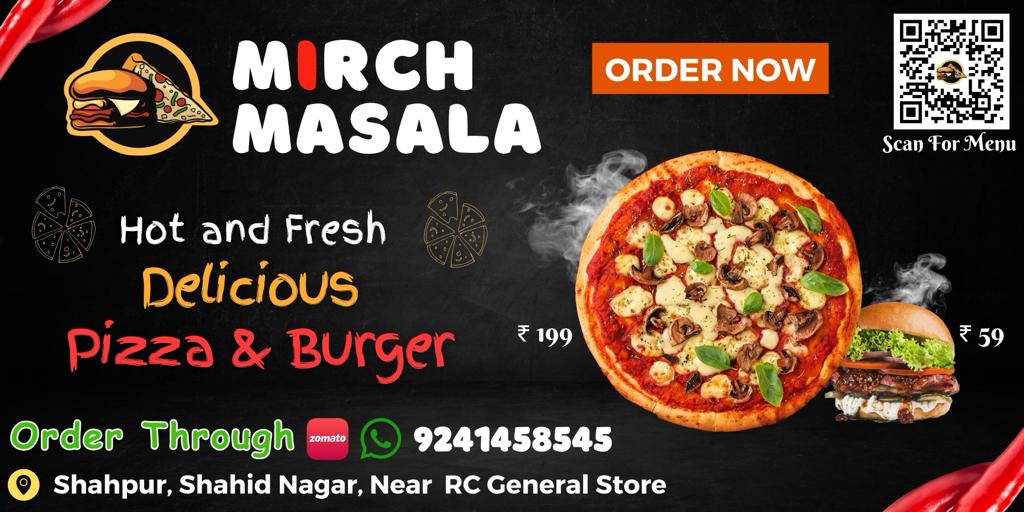 MIRCH
MASALA
ORDER NOW
Scan For Menu
Hot and Fresh
Delicious
Pizza & Burger
₹ 199
₹ 59
Order Through zomato 9241458545
Shahpur, Shahid Nagar, Near RC General Store